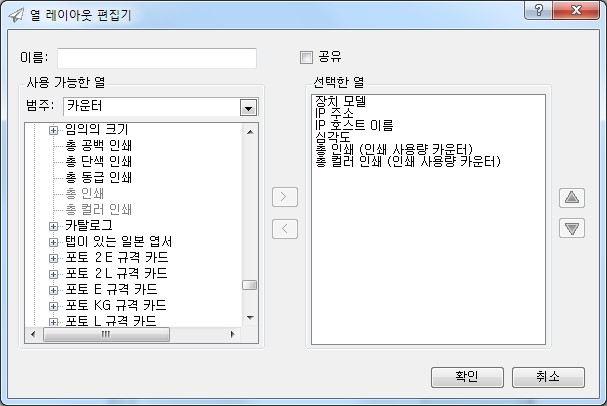 열 레이아웃 편집기
이름:
공유
사용 가능한 열
범주: 카운터
임의의 크기
총 공백 인쇄
총 단색 인쇄
총 동급 인쇄
총 인쇄
총 컬러 인쇄
카탈로그
탭이 있는 일본 엽서
포토 2E 규격 카드
포토 2L 규격 카드
포토 E 규격 카드
포토 KG 규격 카드
포토 L 규격 카드
선택한 열
장치 모델
IP 주소
IP 호스트 이름
심각도
총 인쇄 (인쇄 사용량 카운터)
총 컬러 인쇄 (인쇄 사용량 카운터)
확인
취소